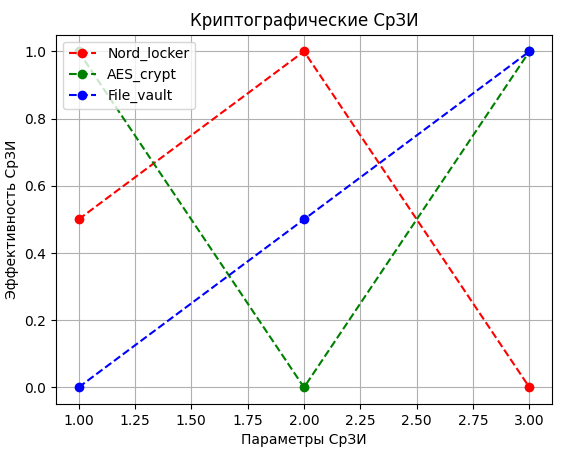 Криптографические СрЗИ
Nord_locker
AES_crypt
File_vault
Эффективность СрЗИ
1.0
0.8
0.6
0.4
0.2
0.0
1.00 1.25 1.50 1.75 2.00 2.25 2.50 2.75 3.00
Параметры СрЗИ